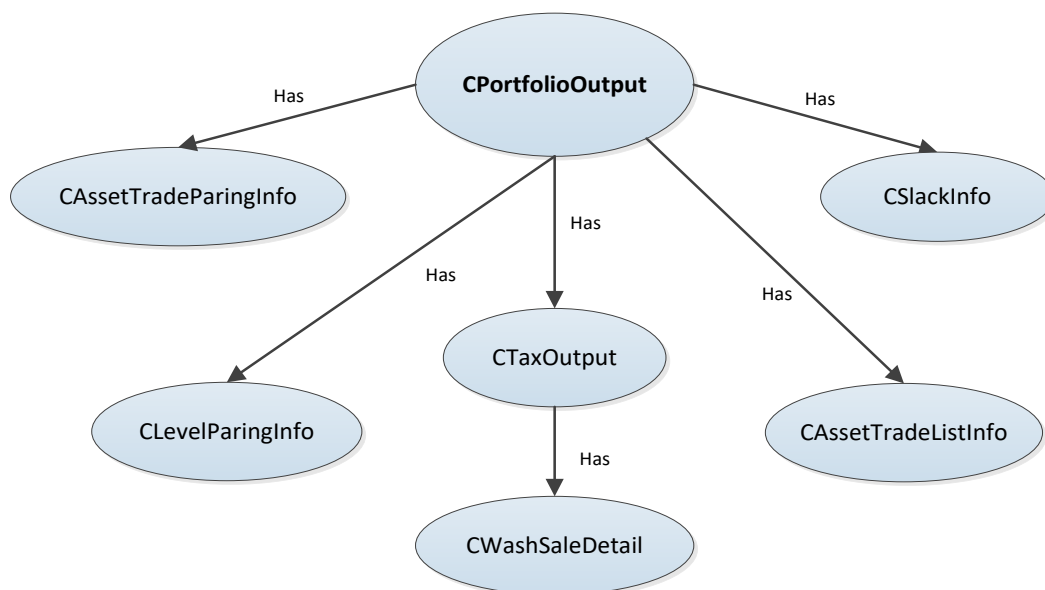 CPortfolioOutput
Has
Has
CAssetTradeParingInfo
CSlackInfo
Has
Has
Has
CTaxOutput
CLevelParingInfo
CAssetTradeListInfo
Has
CWashSaleDetail